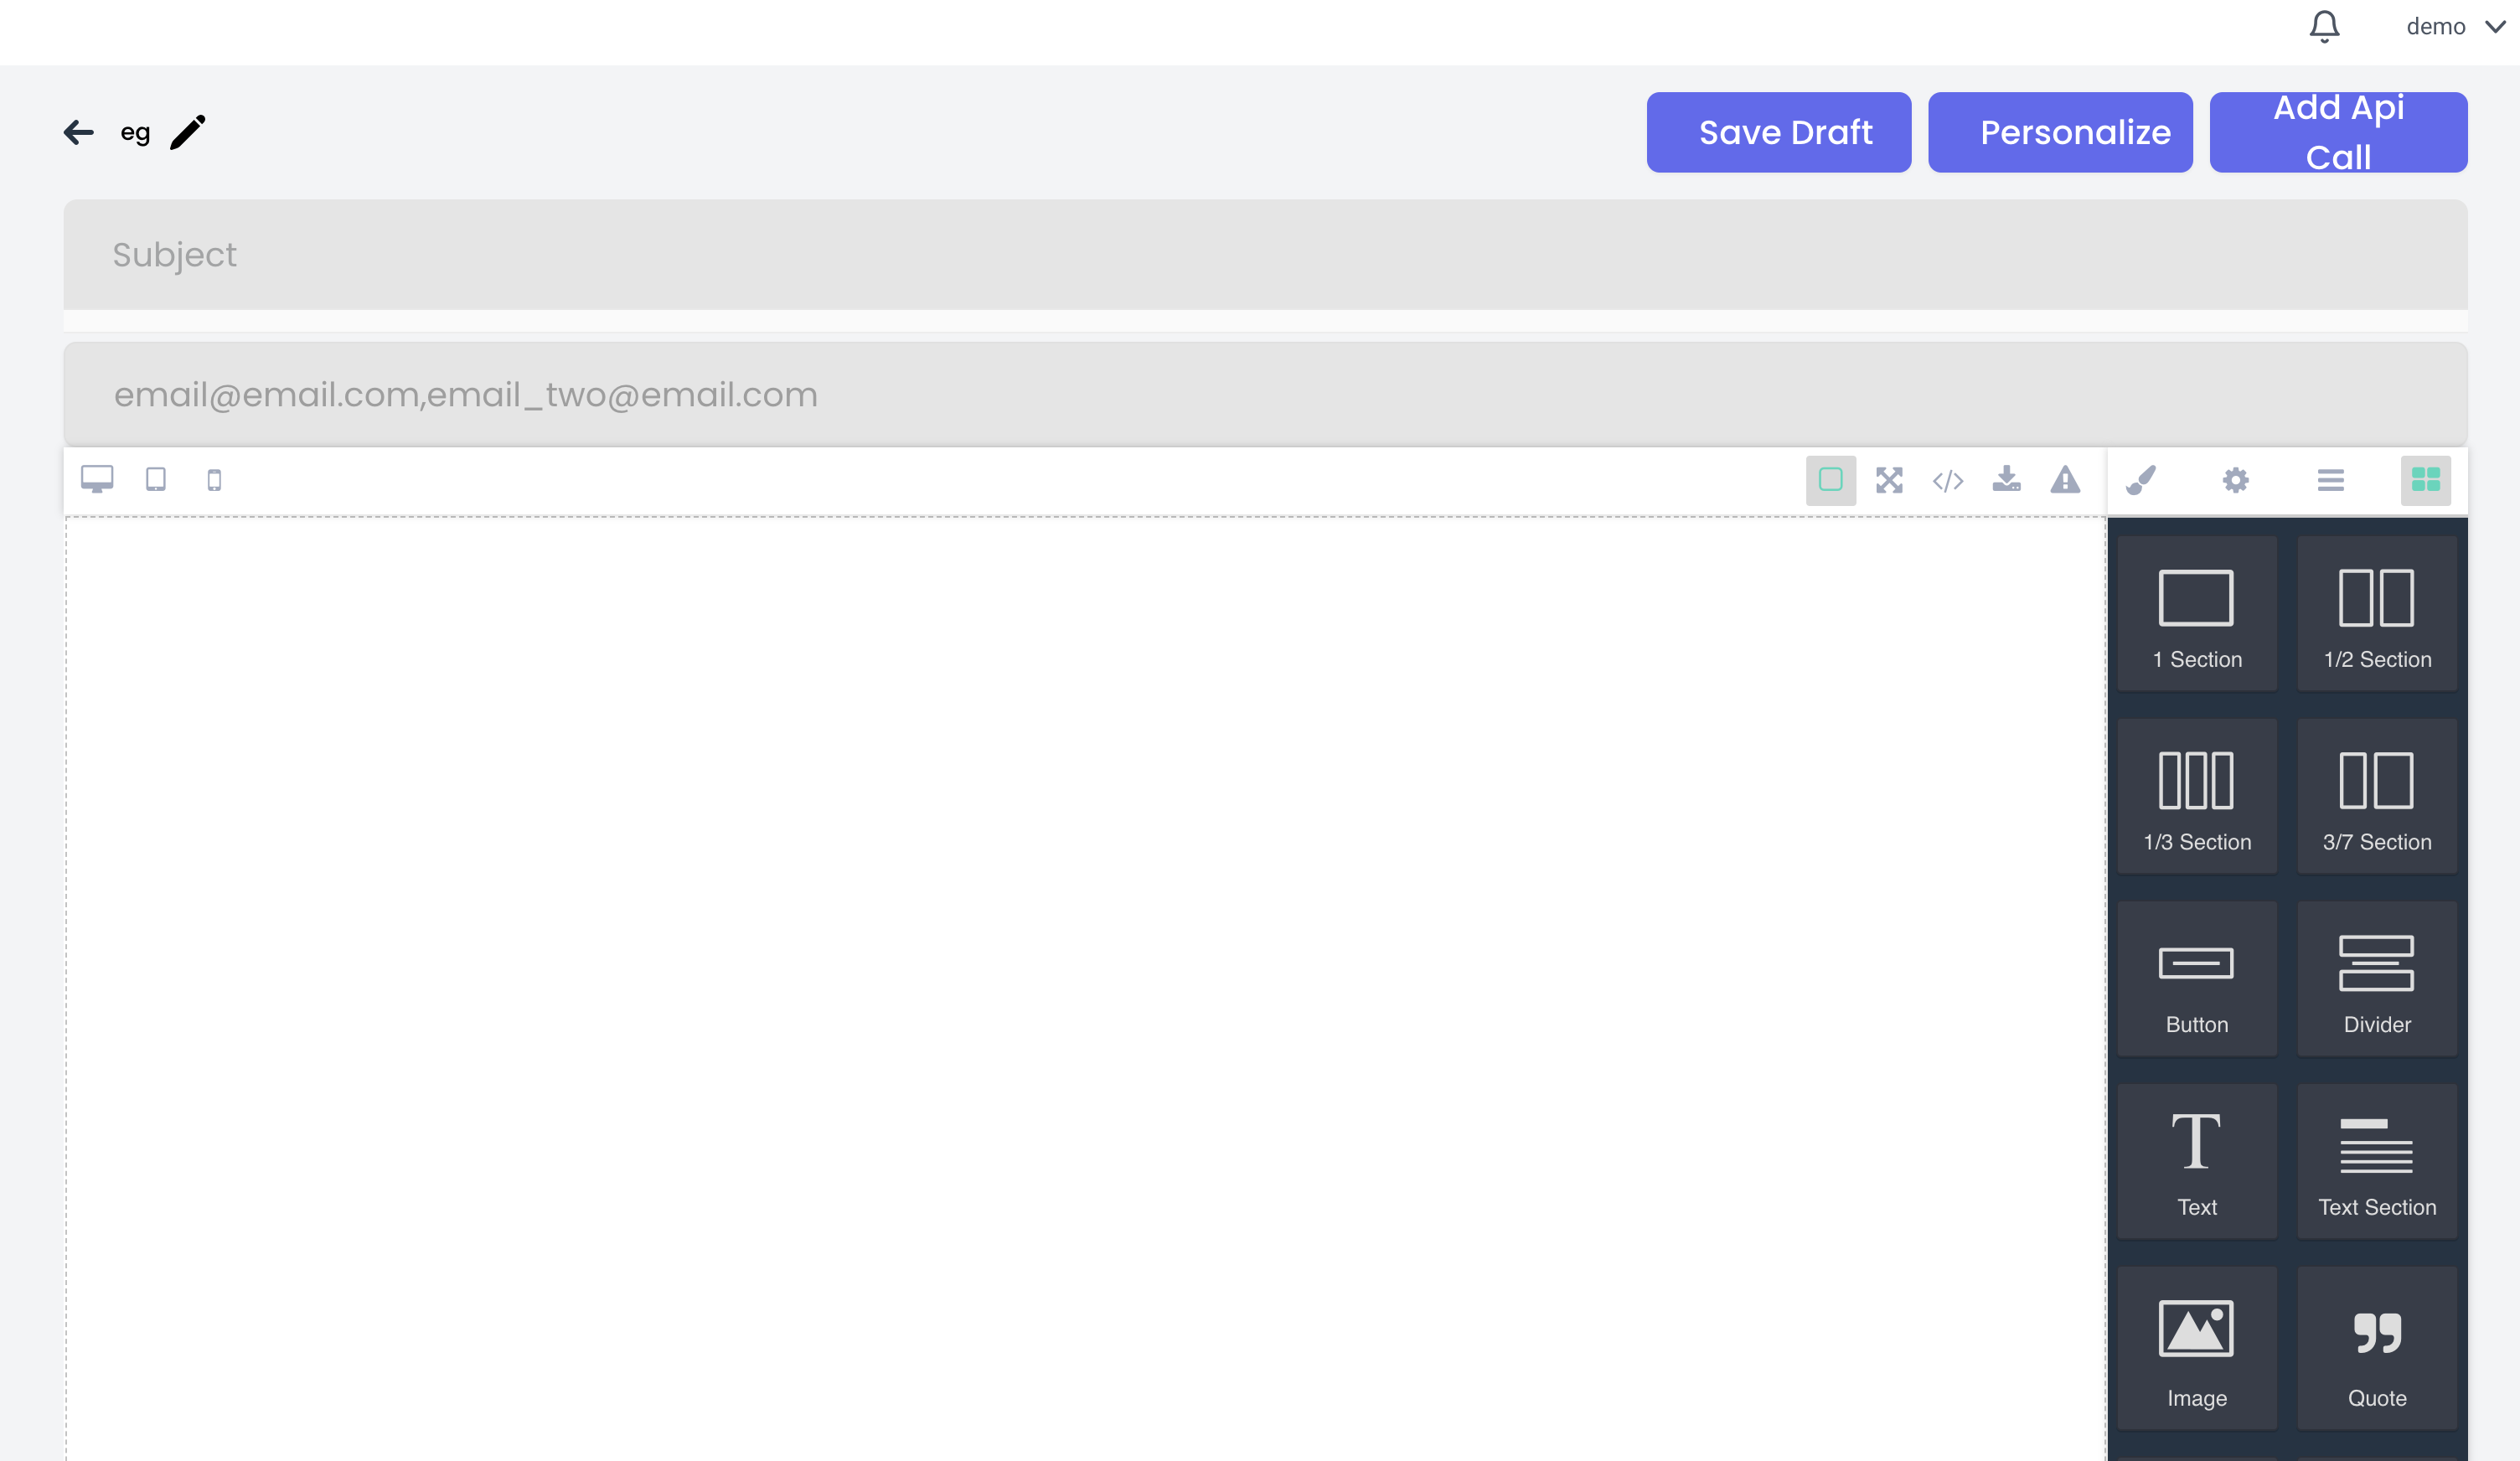 demo
eg
Save Draft
Personalize
Add Api
Call
Subject
email@email.com,email_two@email.com
1 Section
1/2 Section
1/3 Section
3/7 Section
Button
Divider
Text
Text Section
Image
Quote